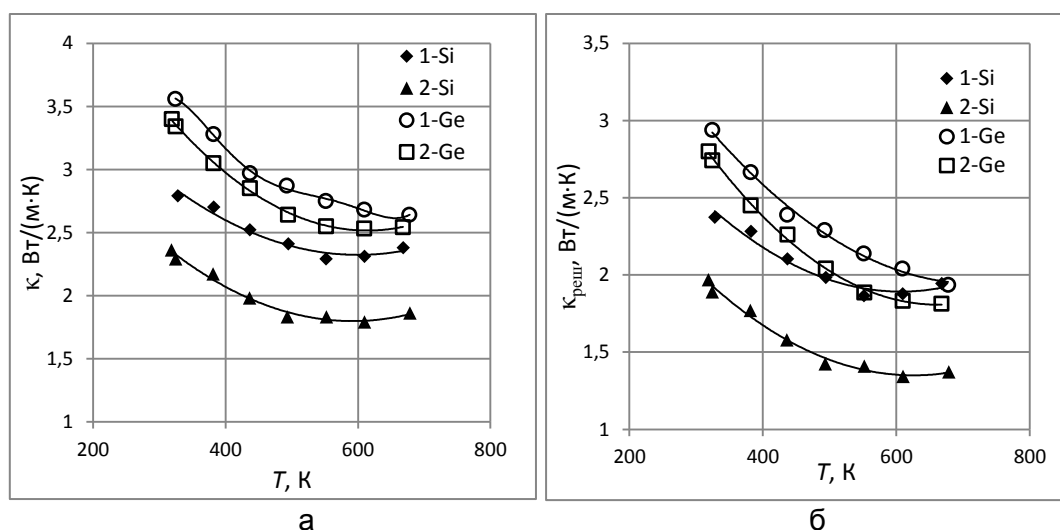 4
3,5
3
2,5
2
1,5
1
200
400
600
800
κ, Вт/(м·К)
T, К
1-Si
2-Si
1-Ge
2-Ge
а
3,5
3
2,5
2
1,5
1
200
400
600
800
κреш, Вт/(м·К)
T, К
1-Si
2-Si
1-Ge
2-Ge
б